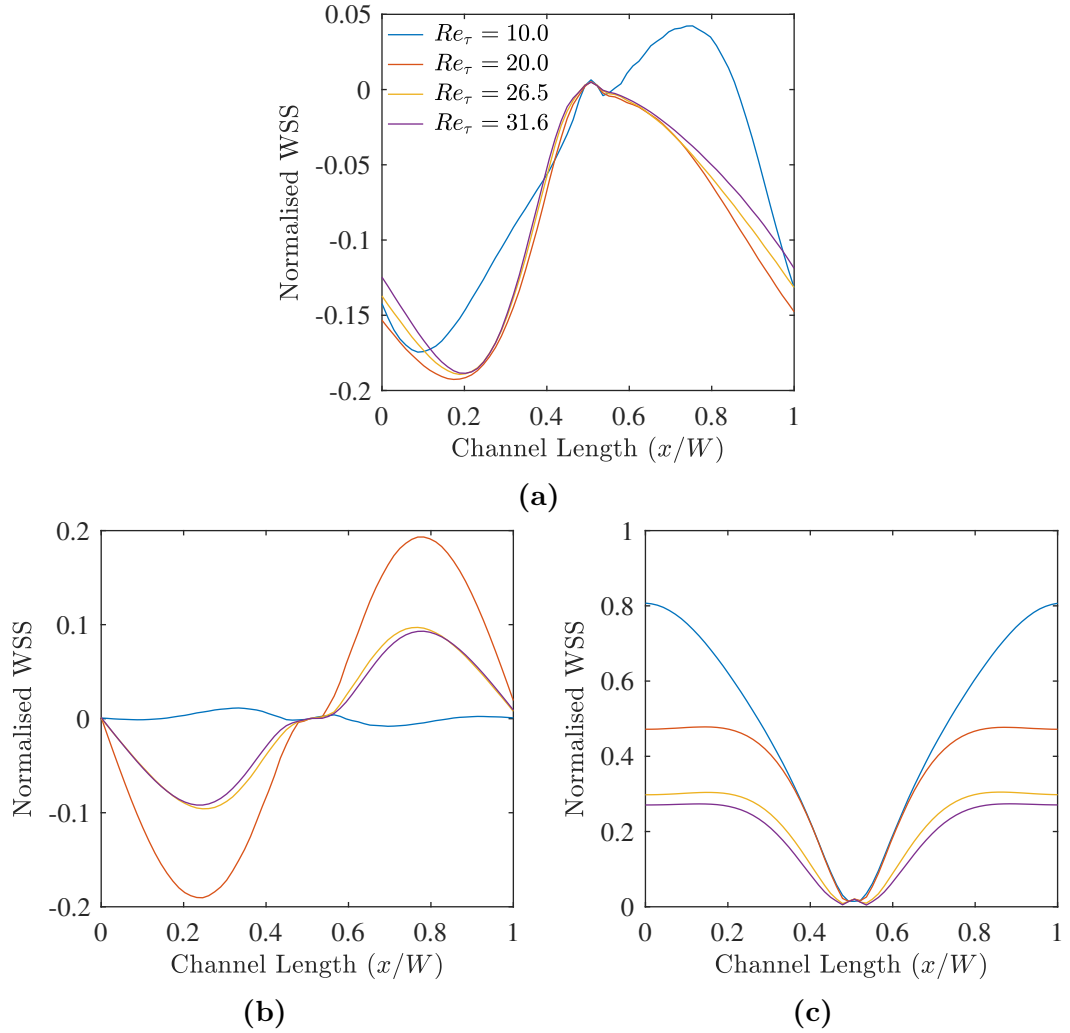 0.05
0
-0.05
-0.1
-0.15
-0.2
Normalised WSS
Re_τ = 10.0
Re_τ = 20.0
Re_τ = 26.5
Re_τ = 31.6
0 0.2 0.4 0.6 0.8 1
Channel Length (x/W)
(a)
0.2
0.1
0
-0.1
-0.2
Normalised WSS
0 0.2 0.4 0.6 0.8 1
Channel Length (x/W)
(b)
1
0.8
0.6
0.4
0.2
0
Normalised WSS
0 0.2 0.4 0.6 0.8 1
Channel Length (x/W)
(c)